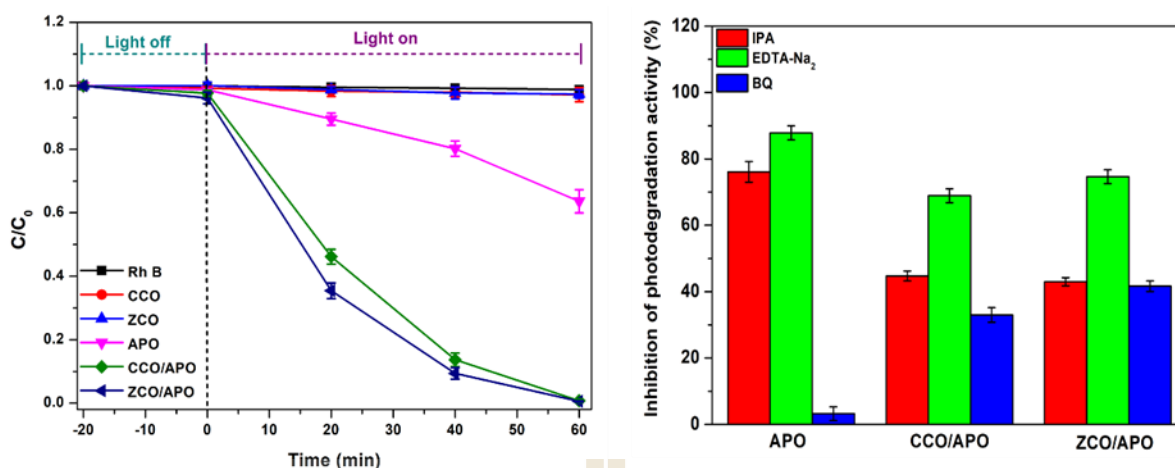 Light off
Light on
1.2
1.0
0.8
0.6
0.4
0.2
0.0
C/C₀
Rh B
CCO
ZCO
APO
CCO/APO
ZCO/APO
-20 -10 0 10 20 30 40 50 60
Time (min)
Inhibition of photodegradation activity (%)
120
100
80
60
40
20
0
IPA
EDTA-Na₂
BQ
APO CCO/APO ZCO/APO